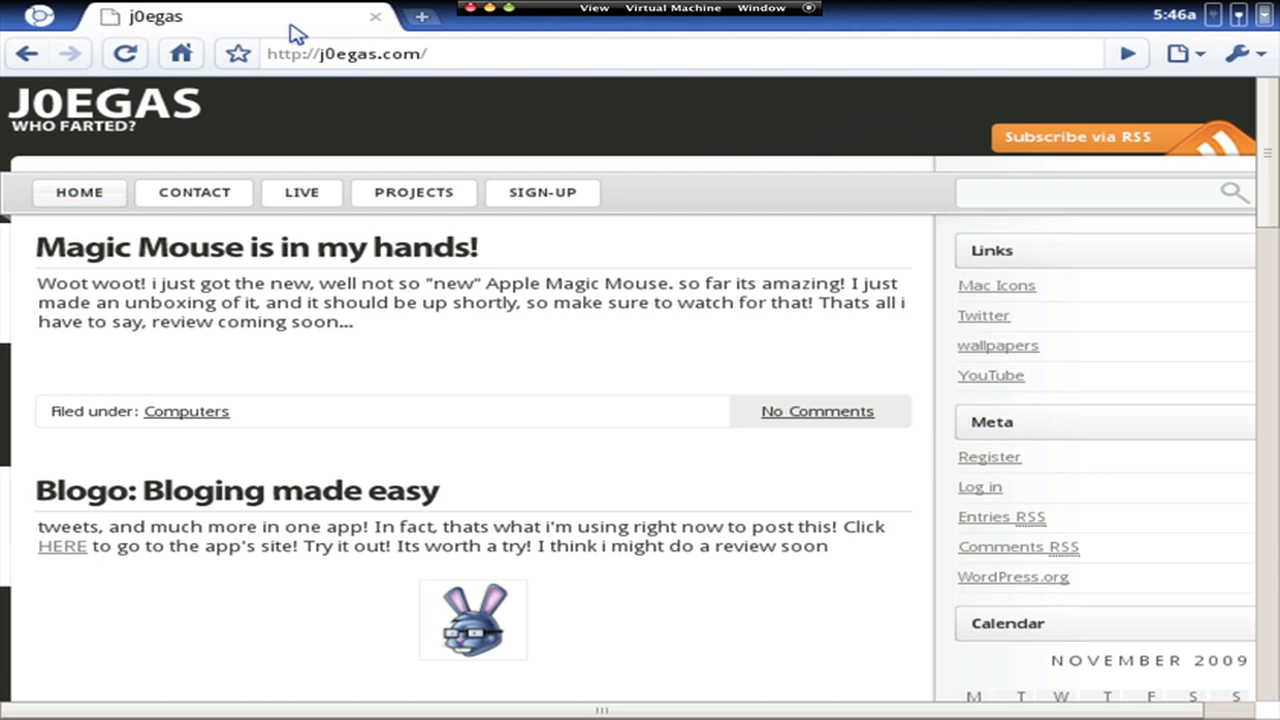 j0egas
View Virtual Machine Window
5:46a
http://j0egas.com/
J0EGAS
WHO FARTED?
Subscribe via RSS
HOME CONTACT LIVE PROJECTS SIGN-UP
Magic Mouse is in my hands!
Woot woot! i just got the new, well not so "new" Apple Magic Mouse. so far its amazing! I just
made an unboxing of it, and it should be up shortly, so make sure to watch for that! Thats all i
have to say, review coming soon...
Filed under: Computers
No Comments
Blogo: Bloging made easy
tweets, and much more in one app! In fact, thats what i'm using right now to post this! Click
HERE to go to the app's site! Try it out! Its worth a try! I think i might do a review soon
Links
Mac Icons
Twitter
wallpapers
YouTube
Meta
Register
Log in
Entries RSS
Comments RSS
WordPress.org
Calendar
NOVEMBER 2009
M T W T F S S